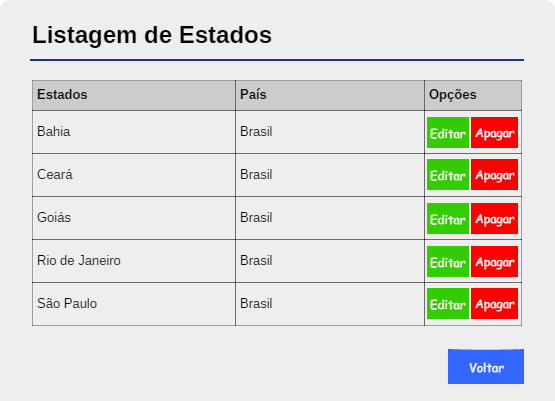 Listagem de Estados
Estados País Opções
Bahia Brasil Editar Apagar
Ceará Brasil Editar Apagar
Goiás Brasil Editar Apagar
Rio de Janeiro Brasil Editar Apagar
São Paulo Brasil Editar Apagar
Voltar